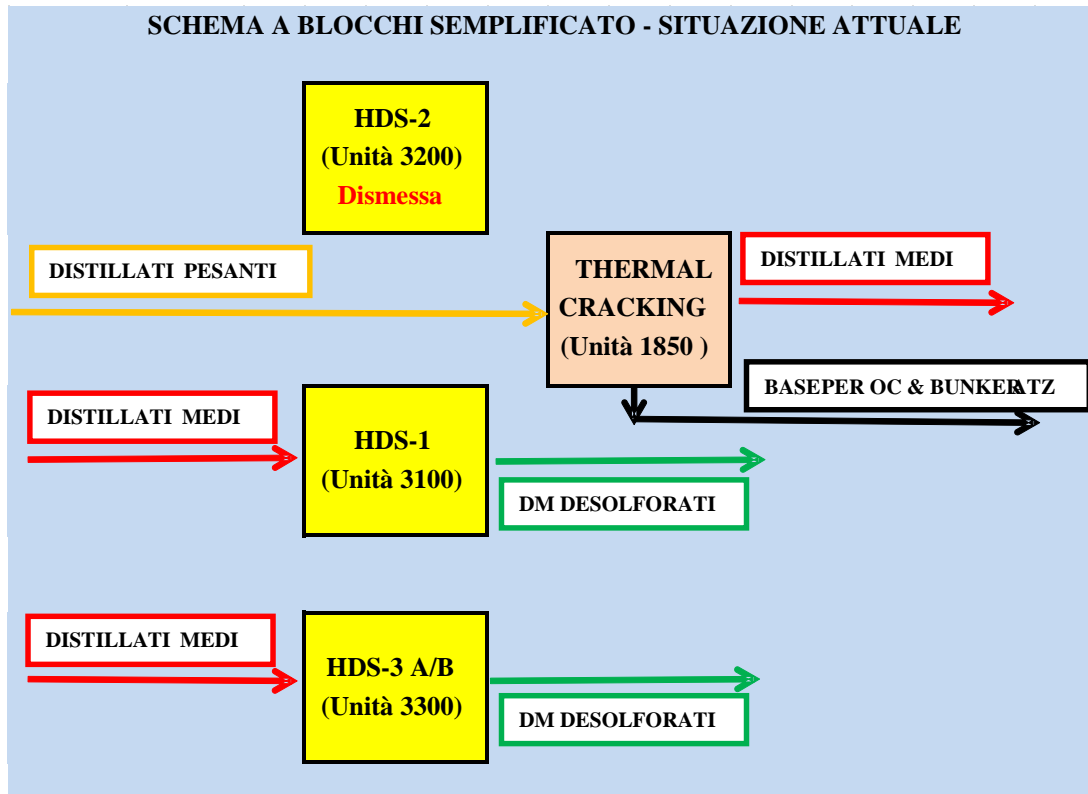 SCHEMA A BLOCCHI SEMPLIFICATO - SITUAZIONE ATTUALE
HDS-2
(Unità 3200)
Dismessa
DISTILLATI PESANTI
THERMAL
CRACKING
(Unità 1850 )
DISTILLATI MEDI
BASEPER OC & BUNKERATZ
DISTILLATI MEDI
HDS-1
(Unità 3100)
DM DESOLFORATI
DISTILLATI MEDI
HDS-3 A/B
(Unità 3300)
DM DESOLFORATI